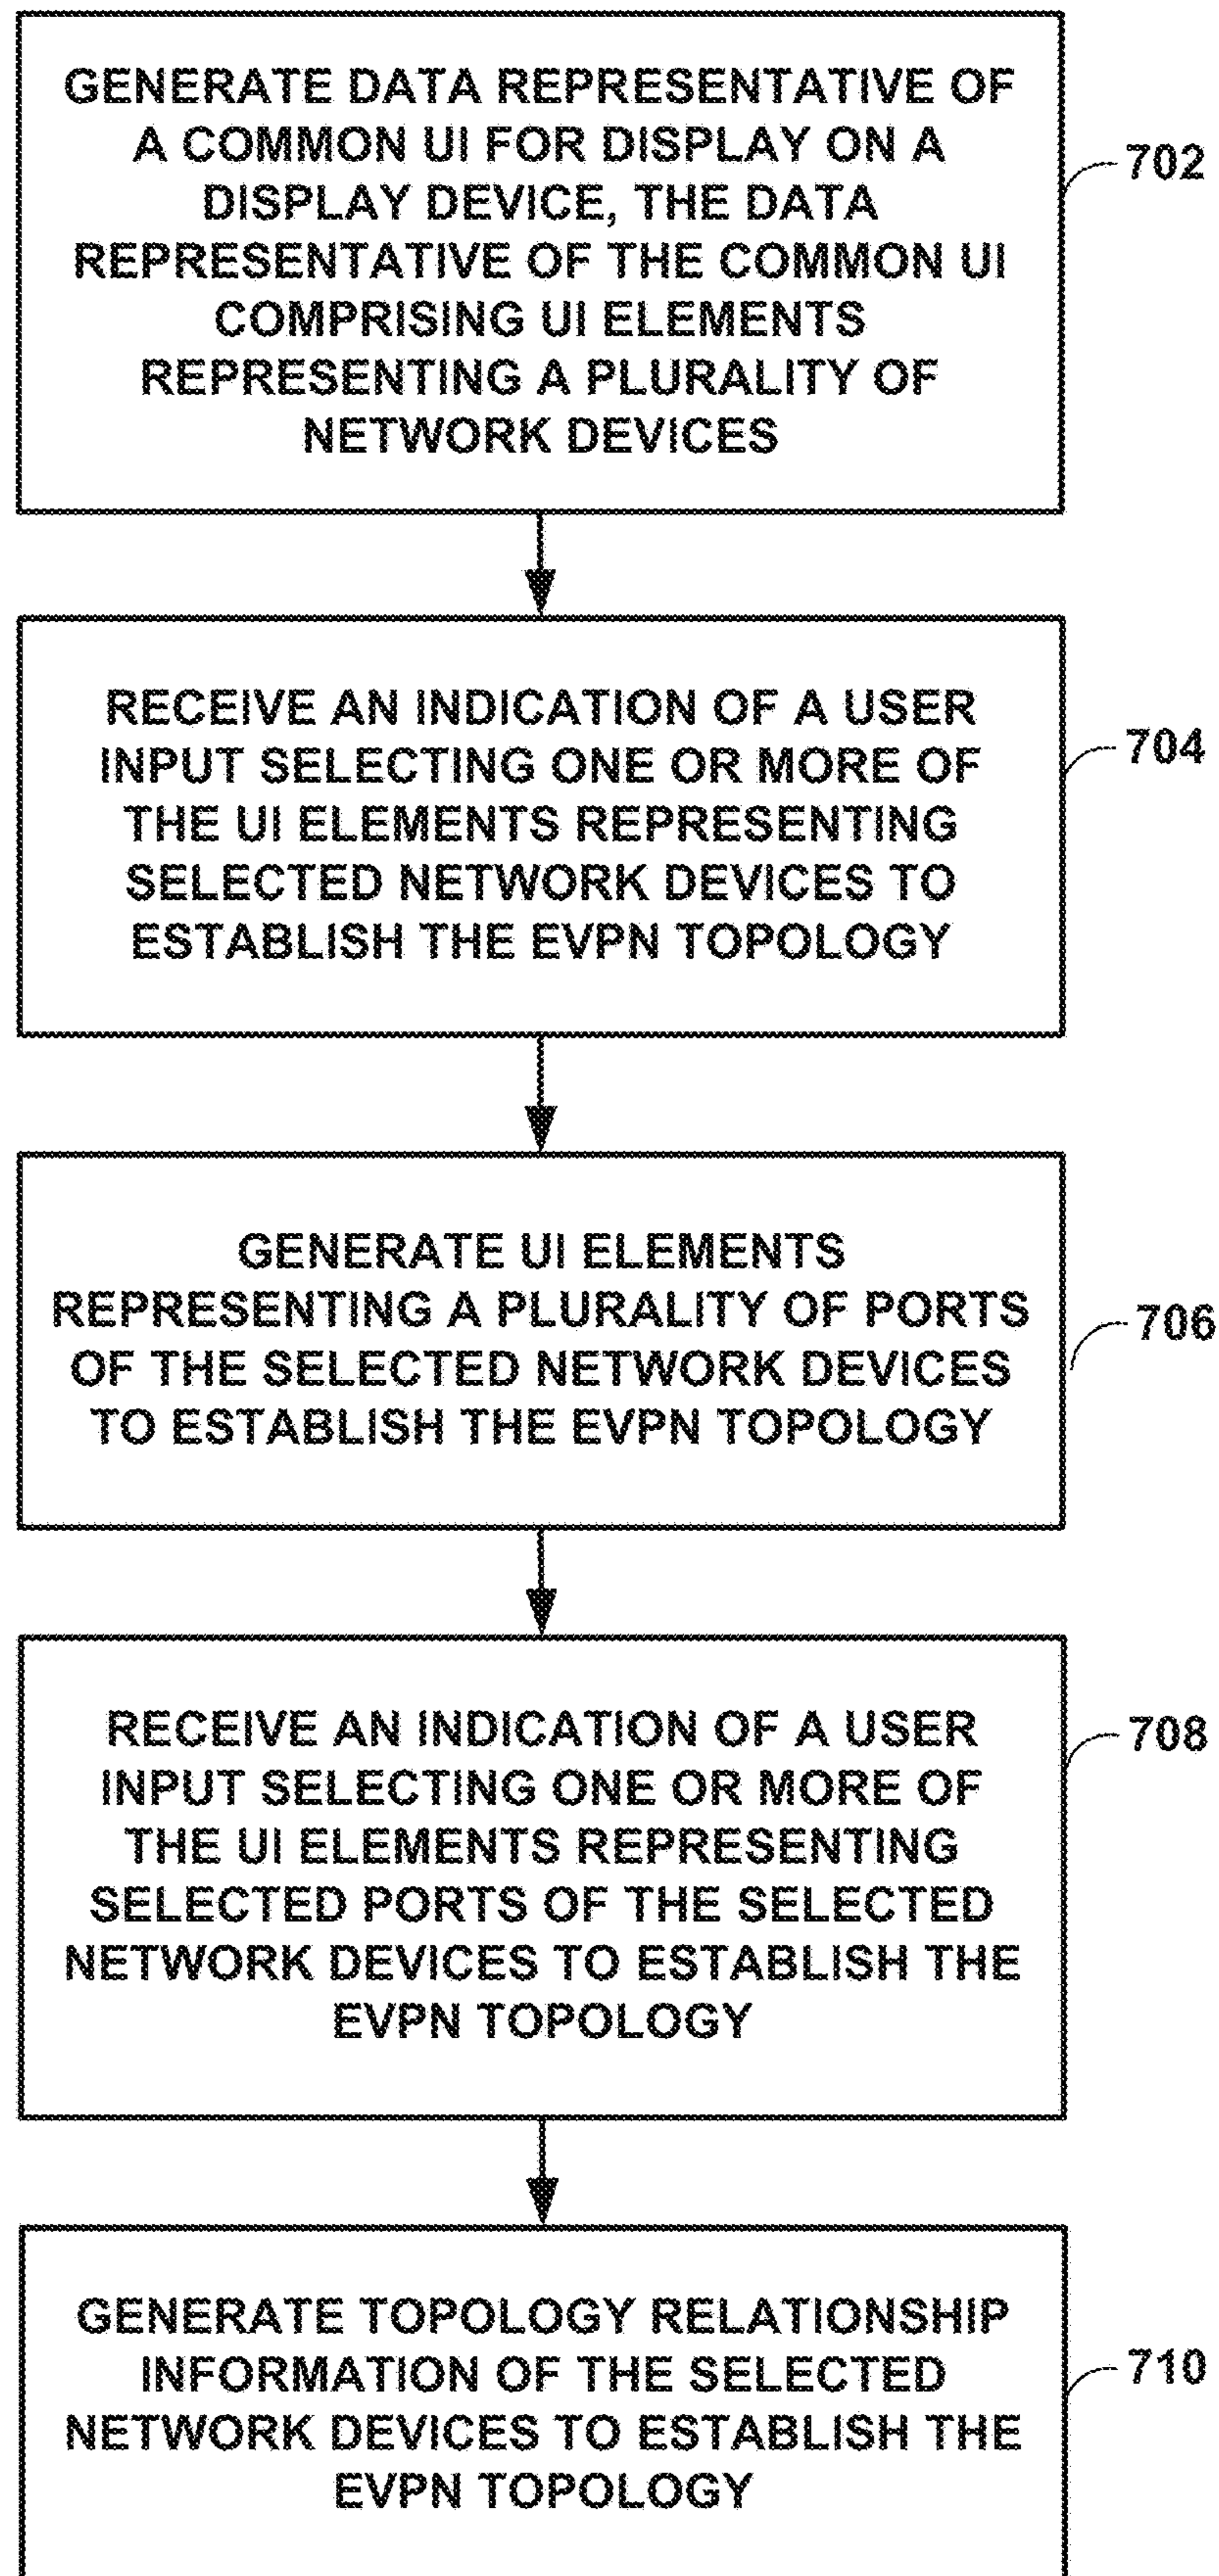 GENERATE DATA REPRESENTATIVE OF
A COMMON UI FOR DISPLAY ON A
DISPLAY DEVICE, THE DATA
REPRESENTATIVE OF THE COMMON UI
COMPRISING UI ELEMENTS
REPRESENTING A PLURALITY OF
NETWORK DEVICES
702
RECEIVE AN INDICATION OF A USER
INPUT SELECTING ONE OR MORE OF
THE UI ELEMENTS REPRESENTING
SELECTED NETWORK DEVICES TO
ESTABLISH THE EVPN TOPOLOGY
704
GENERATE UI ELEMENTS
REPRESENTING A PLURALITY OF PORTS
OF THE SELECTED NETWORK DEVICES
TO ESTABLISH THE EVPN TOPOLOGY
706
RECEIVE AN INDICATION OF A USER
INPUT SELECTING ONE OR MORE OF
THE UI ELEMENTS REPRESENTING
SELECTED PORTS OF THE SELECTED
NETWORK DEVICES TO ESTABLISH THE
EVPN TOPOLOGY
708
GENERATE TOPOLOGY RELATIONSHIP
INFORMATION OF THE SELECTED
NETWORK DEVICES TO ESTABLISH THE
EVPN TOPOLOGY
710